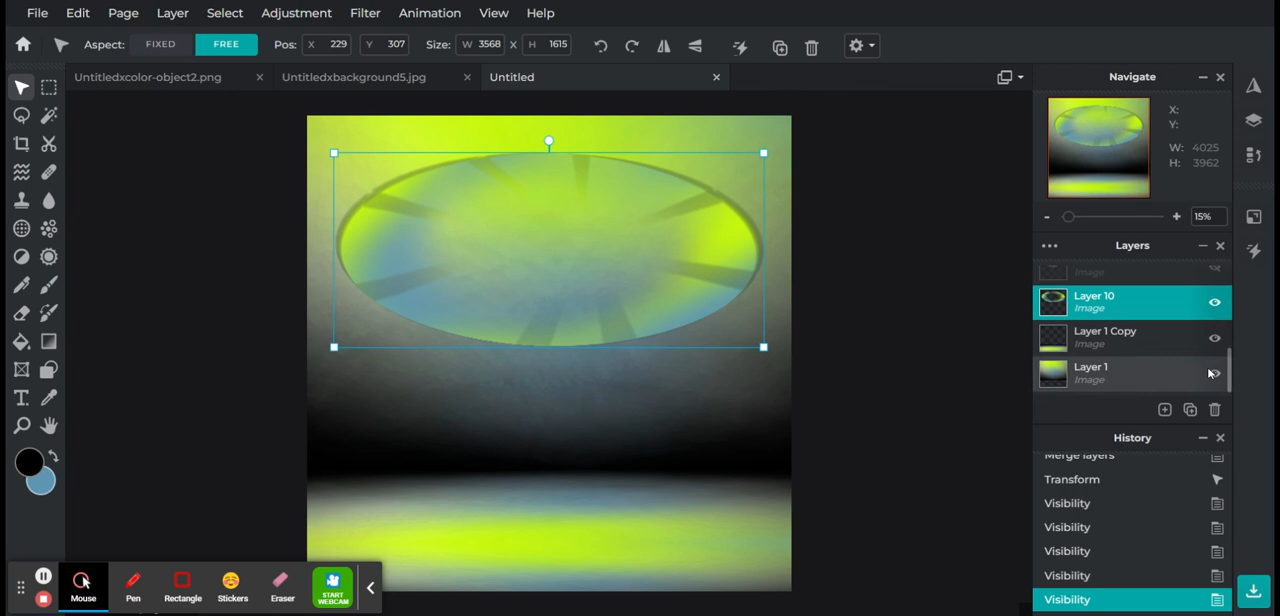 File Edit Page Layer Select Adjustment Filter Animation View Help
Aspect: FIXED FREE Pos: X 229 Y 307 Size: W 3568 X H 1615
Untitledxcolor-object2.png Untitledxbackground5.jpg Untitled
Navigate
X:
Y:
W: 4025
H: 3962
15%
Layers
Image
Layer 10
Image
Layer 1 Copy
Image
Layer 1
Image
History
Merge layers
Transform
Visibility
Visibility
Visibility
Visibility
Visibility
Mouse Pen Rectangle Stickers Eraser START
WEBCAM